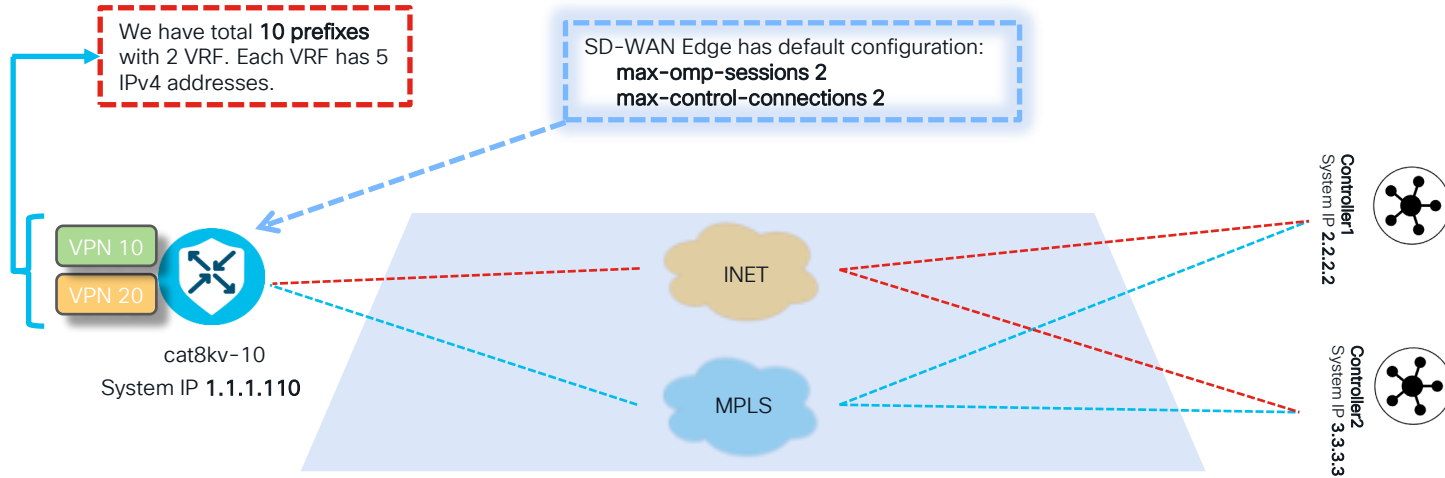 We have total 10 prefixes
with 2 VRF. Each VRF has 5
IPv4 addresses.
SD-WAN Edge has default configuration:
max-omp-sessions 2
max-control-connections 2
VPN 10
VPN 20
cat8kv-10
System IP 1.1.1.110
INET
MPLS
Controller1
System IP 2.2.2.2
Controller2
System IP 3.3.3.3